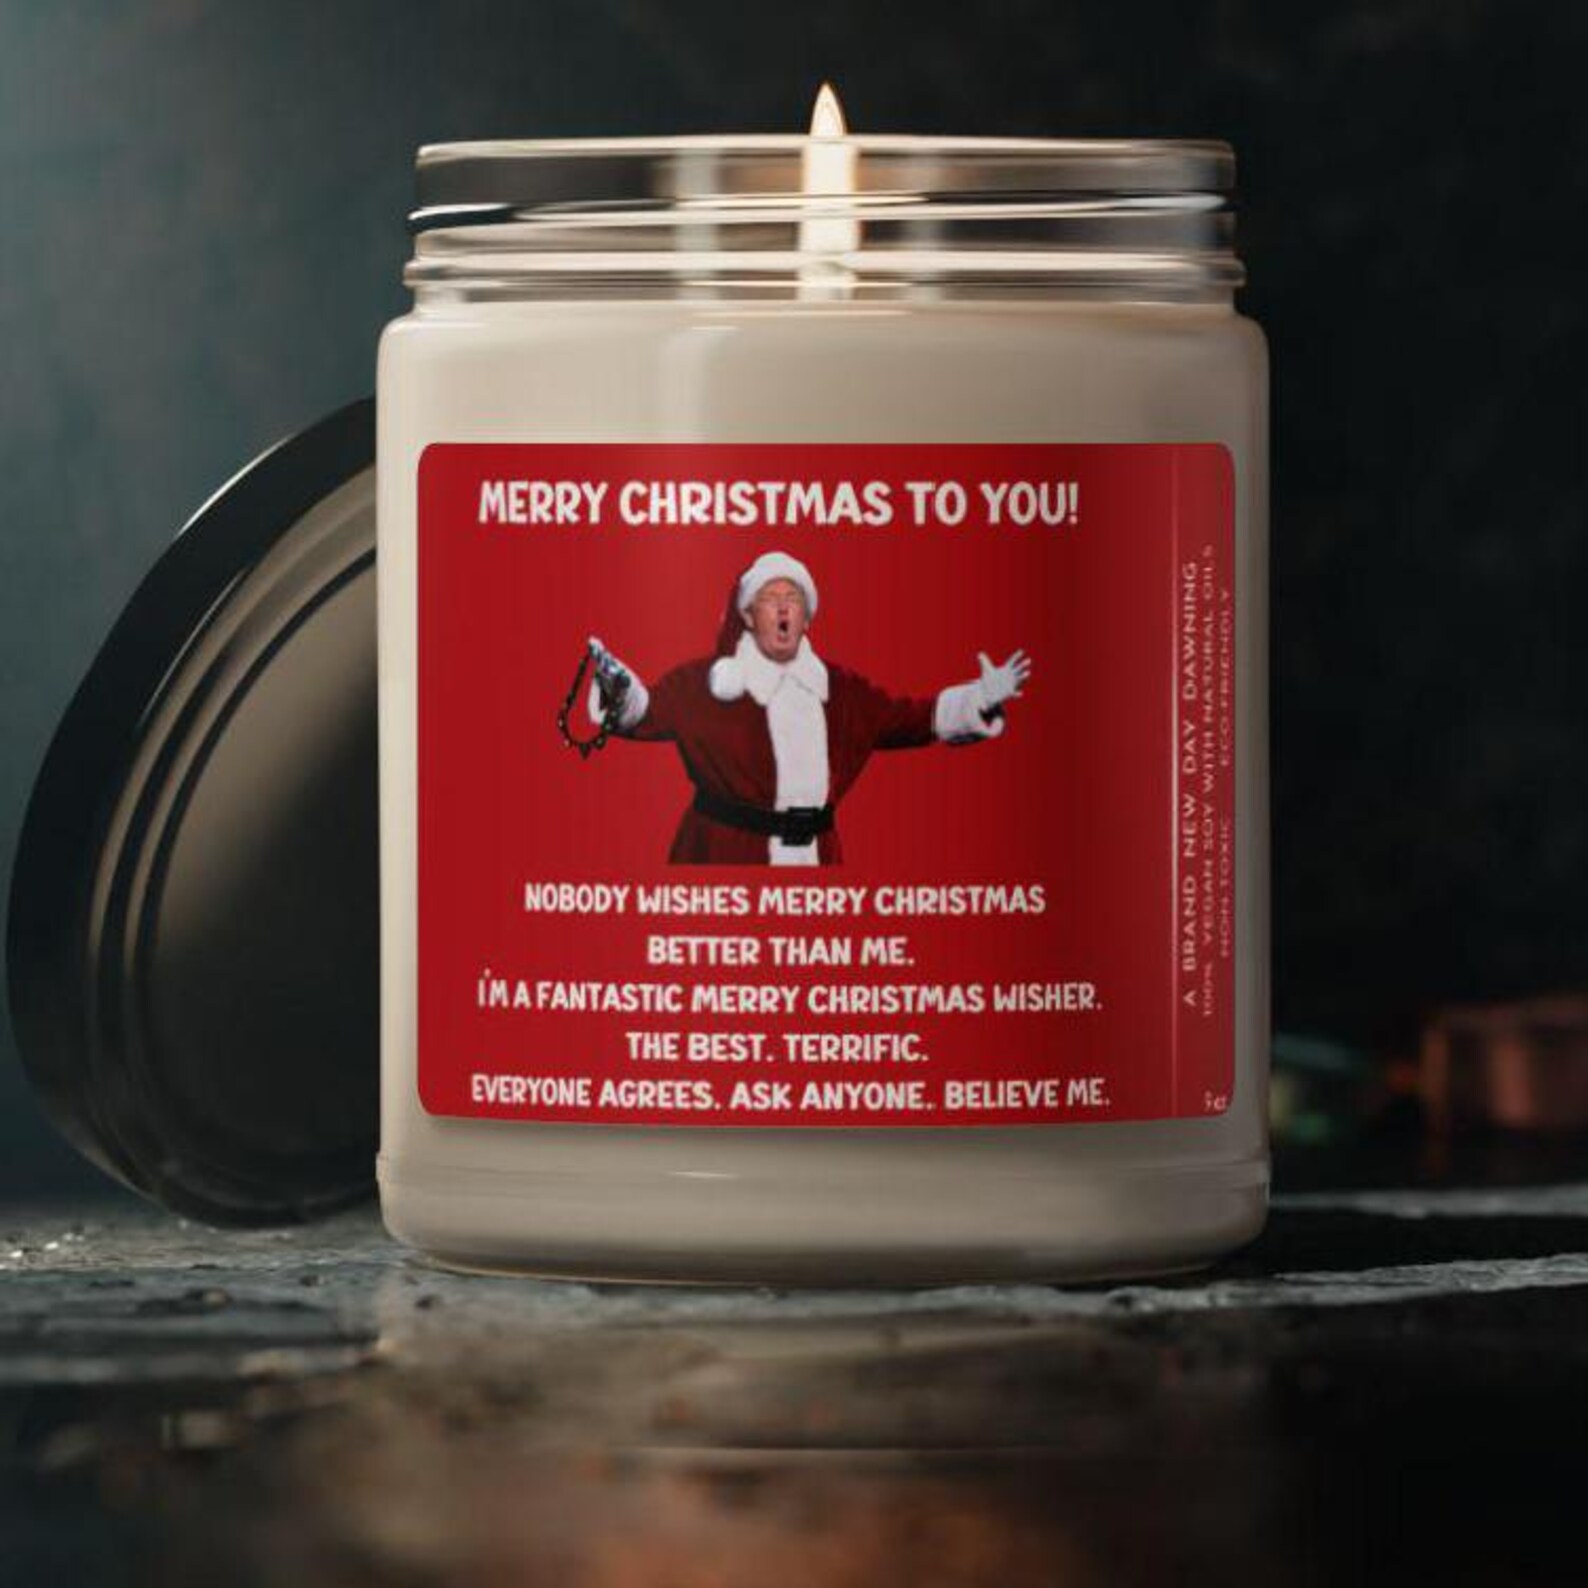 MERRY CHRISTMAS TO YOU!
NOBODY WISHES MERRY CHRISTMAS
BETTER THAN ME.
I'M A FANTASTIC MERRY CHRISTMAS WISHER.
THE BEST. TERRIFIC.
EVERYONE AGREES. ASK ANYONE. BELIEVE ME.
A BRAND NEW DAY DAWNING
100% VEGAN SOY WITH NATURAL OILS
NON-TOXIC ECO-FRIENDLY